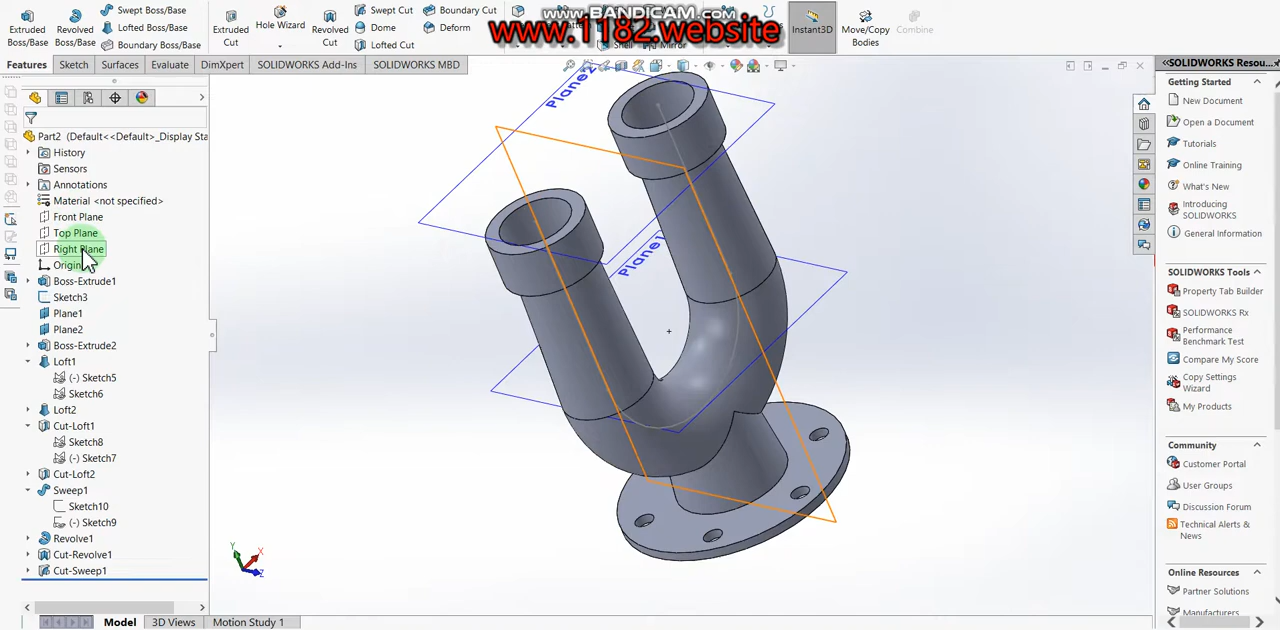 www.BANDICAM.com
www.1182.website
Extruded Boss/Base
Revolved Boss/Base
Swept Boss/Base
Lofted Boss/Base
Boundary Boss/Base
Extruded Cut
Hole Wizard
Revolved Cut
Swept Cut
Dome
Lofted Cut
Boundary Cut
Deform
Shell
Mirror
Instant3D
Move/Copy Bodies
Combine
Features
Sketch
Surfaces
Evaluate
DimXpert
SOLIDWORKS Add-Ins
SOLIDWORKS MBD
Part2 (Default<<Default>_Display Sta
History
Sensors
Annotations
Material <not specified>
Front Plane
Top Plane
Right Plane
Origin
Boss-Extrude1
Sketch3
Plane1
Plane2
Boss-Extrude2
Loft1
(-) Sketch5
Sketch6
Loft2
Cut-Loft1
Sketch8
(-) Sketch7
Cut-Loft2
Sweep1
Sketch10
(-) Sketch9
Revolve1
Cut-Revolve1
Cut-Sweep1
Plane2
Plane1
Y
X
Z
Model
3D Views
Motion Study 1
SOLIDWORKS Resou...
Getting Started
New Document
Open a Document
Tutorials
Online Training
What's New
Introducing SOLIDWORKS
General Information
SOLIDWORKS Tools
Property Tab Builder
SOLIDWORKS Rx
Performance Benchmark Test
Compare My Score
Copy Settings Wizard
My Products
Community
Customer Portal
User Groups
Discussion Forum
Technical Alerts & News
Online Resources
Partner Solutions
Manufacturers